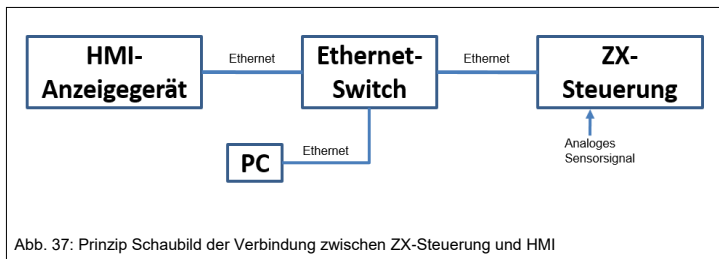 HMI-
Anzeigegerät
Ethernet
Ethernet-
Switch
Ethernet
ZX-
Steuerung
PC
Ethernet
Analoges
Sensorsignal
Abb. 37: Prinzip Schaubild der Verbindung zwischen ZX-Steuerung und HMI